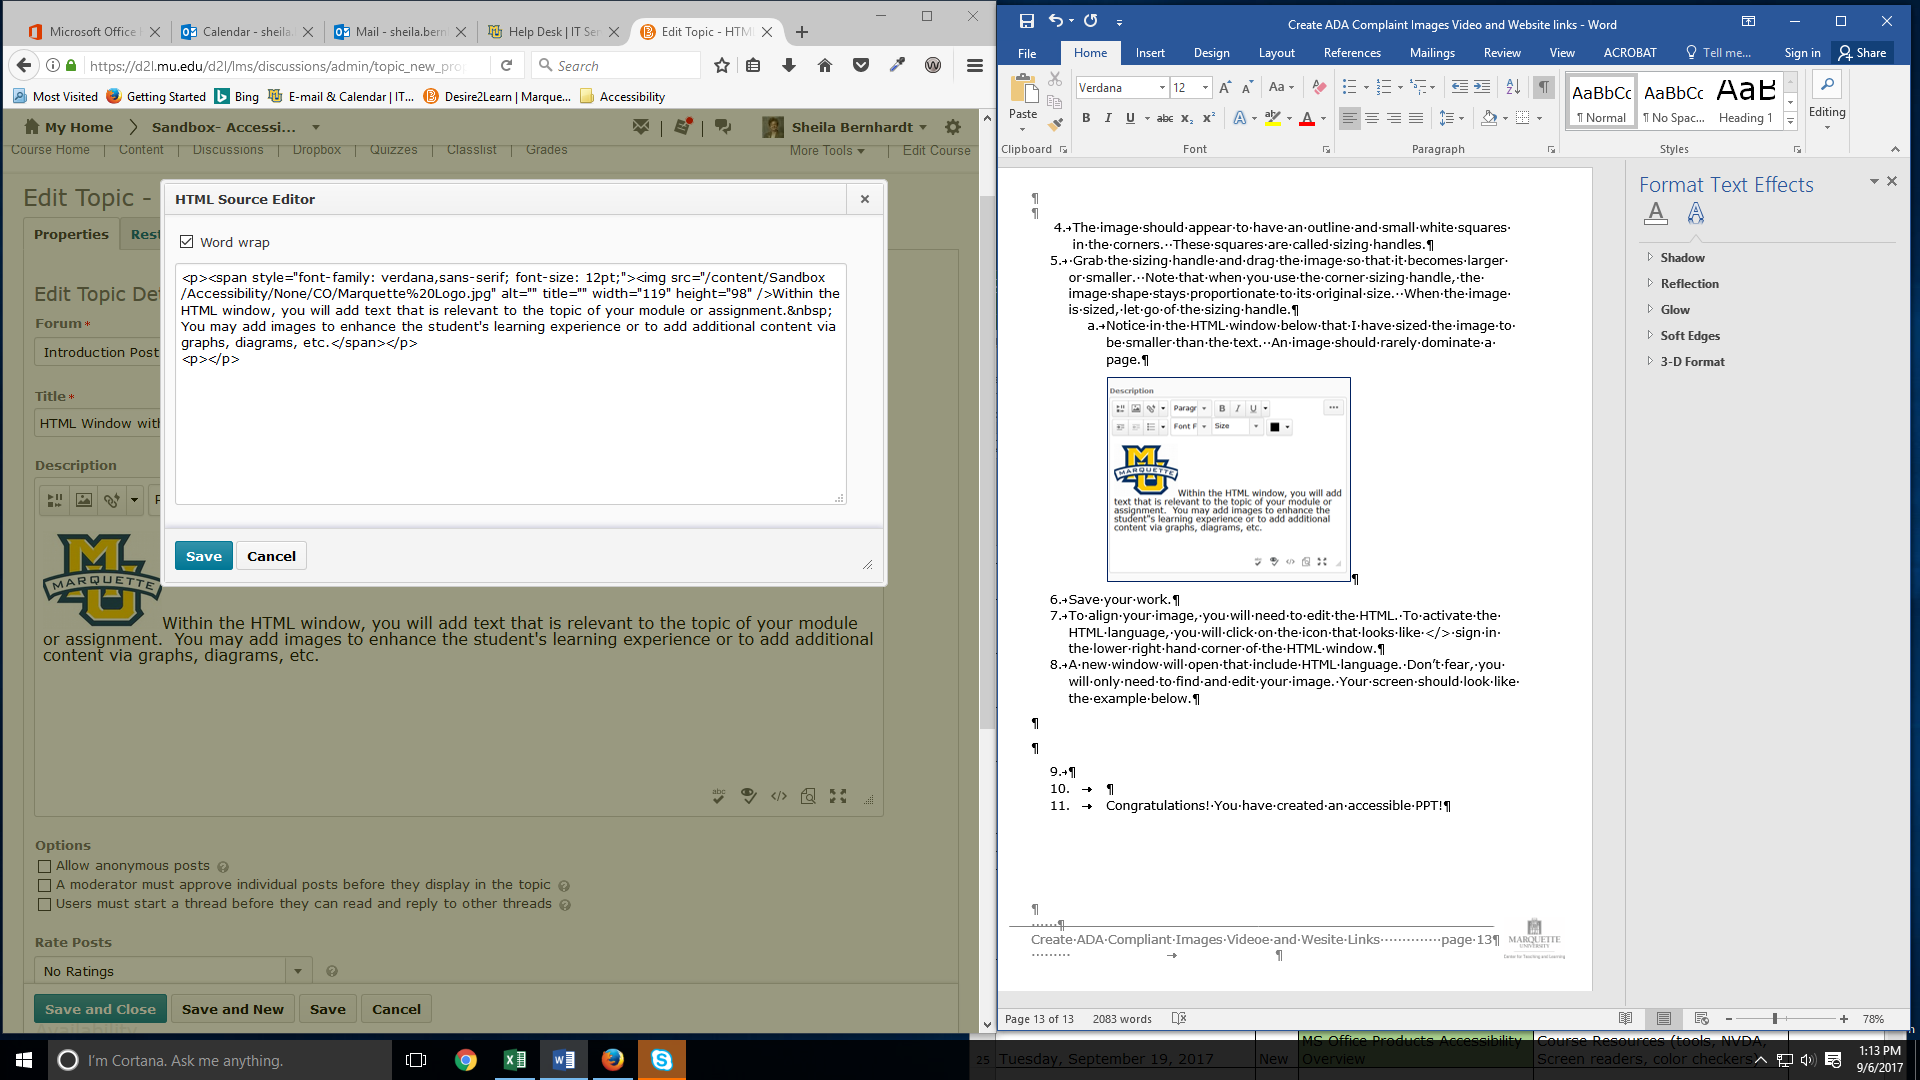 Microsoft Office
Calendar - sheila.
Mail - sheila.ber
Help Desk | IT Ser
Edit Topic - HTM
https://d2l.mu.edu/d2l/lms/discussions/admin/topic_new_pro
Search
Most Visited
Getting Started
Bing
E-mail & Calendar | IT...
Desire2Learn | Marque...
Accessibility
My Home
Sandbox- Accessi...
Sheila Bernhardt
Course Home
Content
Discussions
Dropbox
Quizzes
Classlist
Grades
More Tools
Edit Course
Edit Topic -
Properties
Rest
Edit Topic De
Forum *
Introduction Post
Title *
HTML Window with
Description
HTML Source Editor
Word wrap
<p><span style="font-family: verdana,sans-serif; font-size: 12pt;"><img src="/content/Sandbox
/Accessibility/None/CO/Marquette%20Logo.jpg" alt="" title="" width="119" height="98" />Within the
HTML window, you will add text that is relevant to the topic of your module or assignment.&nbsp;
You may add images to enhance the student's learning experience or to add additional content via
graphs, diagrams, etc.</span></p>
<p></p>
Save
Cancel
MARQUETTE
Within the HTML window, you will add text that is relevant to the topic of your module
or assignment.  You may add images to enhance the student's learning experience or to add additional
content via graphs, diagrams, etc.
Options
Allow anonymous posts
A moderator must approve individual posts before they display in the topic
Users must start a thread before they can read and reply to other threads
Rate Posts
No Ratings
Save and Close
Save and New
Save
Cancel
Availability
Create ADA Complaint Images Video and Website links - Word
File
Home
Insert
Design
Layout
References
Mailings
Review
View
ACROBAT
Tell me...
Sign in
Share
Paste
Verdana
12
Clipboard
Font
Paragraph
AaBbCc
¶ Normal
AaBbCc
¶ No Spac...
AaB
Heading 1
Styles
Editing
¶
¶
4. The image should appear to have an outline and small white squares
in the corners.  These squares are called sizing handles.¶
5. Grab the sizing handle and drag the image so that it becomes larger
or smaller.  Note that when you use the corner sizing handle, the
image shape stays proportionate to its original size.  When the image
is sized, let go of the sizing handle.¶
a. Notice in the HTML window below that I have sized the image to
be smaller than the text.  An image should rarely dominate a
page.¶
Description
Paragr
B I U
Font F
Size
MARQUETTE
Within the HTML window, you will add
text that is relevant to the topic of your module or
assignment.  You may add images to enhance the
student"s learning experience or to add additional
content via graphs, diagrams, etc.
¶
6. Save your work.¶
7. To align your image, you will need to edit the HTML. To activate the
HTML language, you will click on the icon that looks like </> sign in
the lower right hand corner of the HTML window.¶
8. A new window will open that include HTML language. Don't fear, you
will only need to find and edit your image. Your screen should look like
the example below.¶
¶
¶
9. ¶
10. ¶
11. Congratulations! You have created an accessible PPT!¶
¶
¶
Create ADA Compliant Images Videoe and Wesite Links page 13¶
¶
MARQUETTE
UNIVERSITY
Center for Teaching and Learning
Format Text Effects
Shadow
Reflection
Glow
Soft Edges
3-D Format
Page 13 of 13
2083 words
78%
25
Tuesday, September 19, 2017
New
MS Office Products Accessibility
Overview
Course Resources (tools, NVDA,
Screen readers, color checkers)
I'm Cortana. Ask me anything.
1:13 PM
9/6/2017